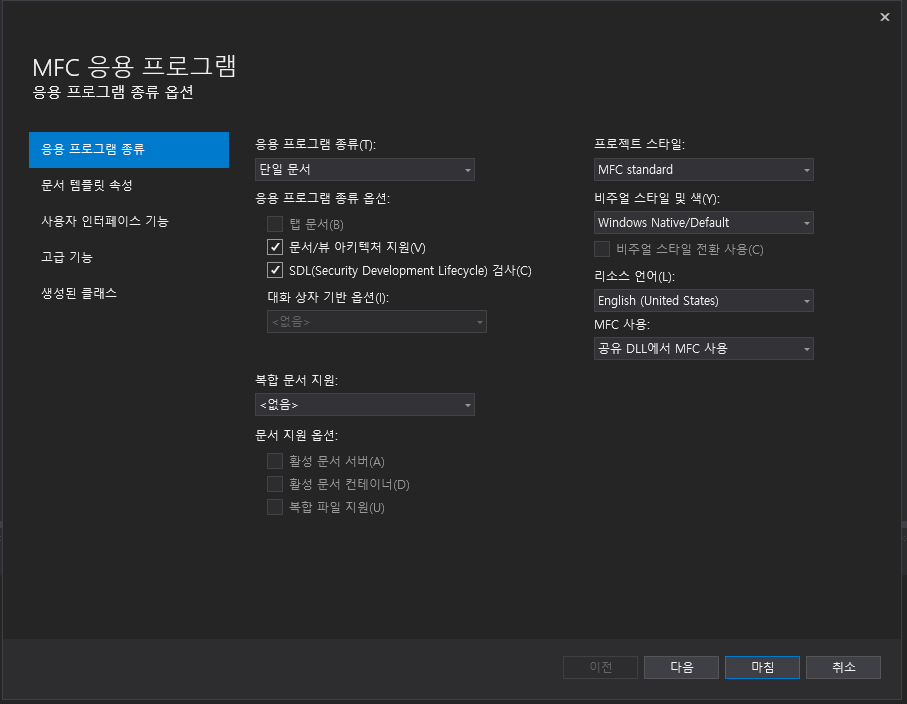 MFC 응용 프로그램
응용 프로그램 종류 옵션
응용 프로그램 종류
문서 템플릿 속성
사용자 인터페이스 기능
고급 기능
생성된 클래스
응용 프로그램 종류(T):
단일 문서
응용 프로그램 종류 옵션:
탭 문서(B)
문서/뷰 아키텍처 지원(V)
SDL(Security Development Lifecycle) 검사(C)
대화 상자 기반 옵션(I):
<없음>
복합 문서 지원:
<없음>
문서 지원 옵션:
활성 문서 서버(A)
활성 문서 컨테이너(D)
복합 파일 지원(U)
프로젝트 스타일:
MFC standard
비주얼 스타일 및 색(Y):
Windows Native/Default
비주얼 스타일 전환 사용(C)
리소스 언어(L):
English (United States)
MFC 사용:
공유 DLL에서 MFC 사용
이전
다음
마침
취소